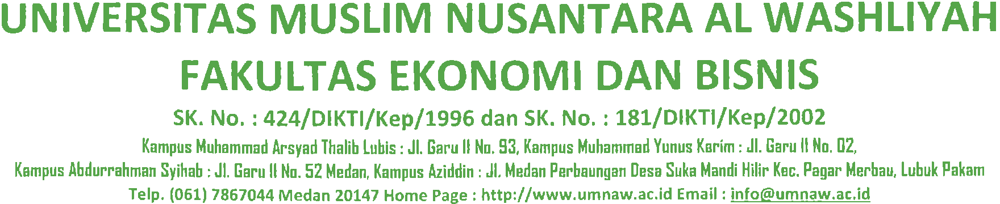 UNIVERSITAS MUSLIM NUSANTARA AL WASHLIYAH
FAKULTAS EKONOMI DAN BISNIS
SK. No. : 424/DIKTI/Kep/1996 dan SK. No. : 181/DIKTI/Kep/2002
Kampus Muhammad Arsyad Thalib Lubis : Jl. Garu II No. 93, Kampus Muhammad Yunus Karim : Jl. Garu II No. 02,
Kampus Abdurrahman Syihab : Jl. Garu II No. 52 Medan, Kampus Aziddin : Jl. Medan Perbaungan Desa Suka Mandi Hilir Kec. Pagar Merbau, Lubuk Pakam
Telp. (061) 7867044 Medan 20147 Home Page : http://www.umnaw.ac.id Email : info@umnaw.ac.id